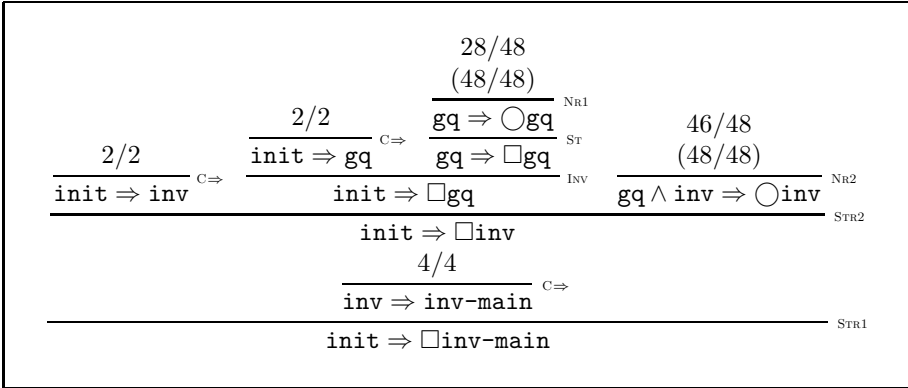 28/48
(48/48)
NR1
2/2
gq ⇒ ◯gq
46/48
C⇒
ST
2/2
init ⇒ gq
gq ⇒ □gq
(48/48)
C⇒
INV
NR2
init ⇒ inv
init ⇒ □gq
gq ∧ inv ⇒ ◯inv
STR2
init ⇒ □inv
4/4
C⇒
inv ⇒ inv-main
STR1
init ⇒ □inv-main